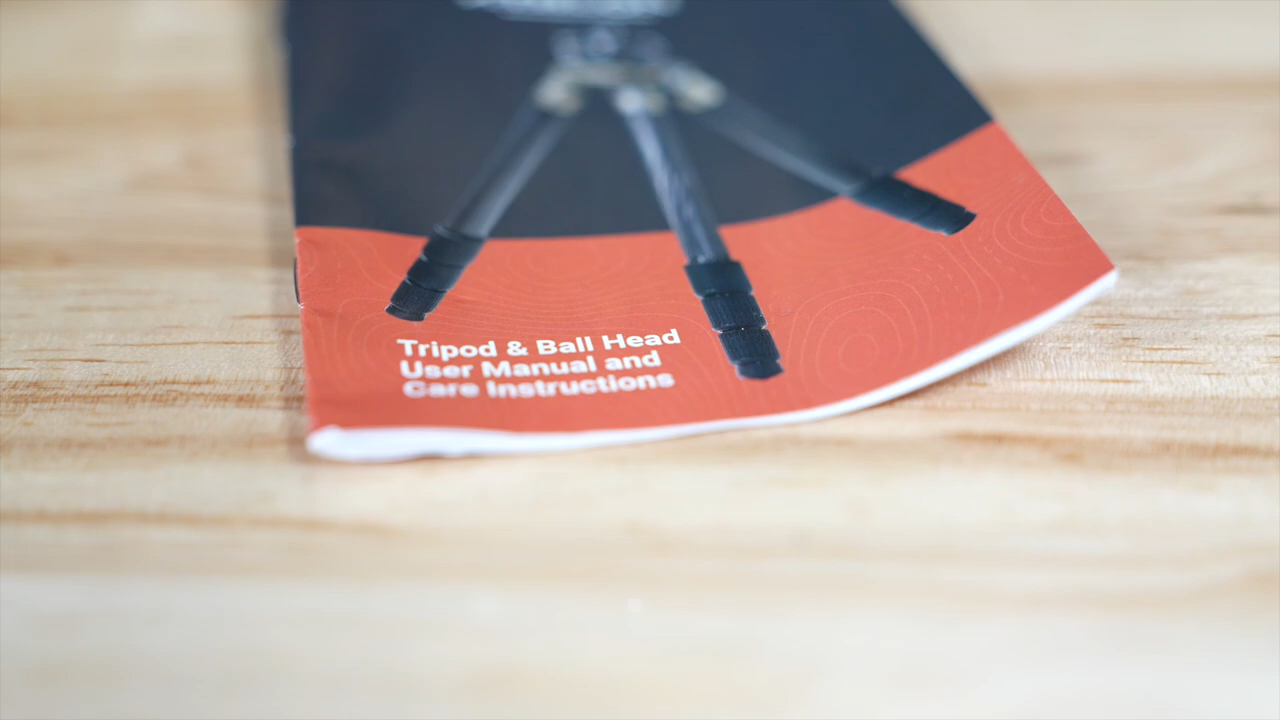 Tripod & Ball Head
User Manual and
Care Instructions